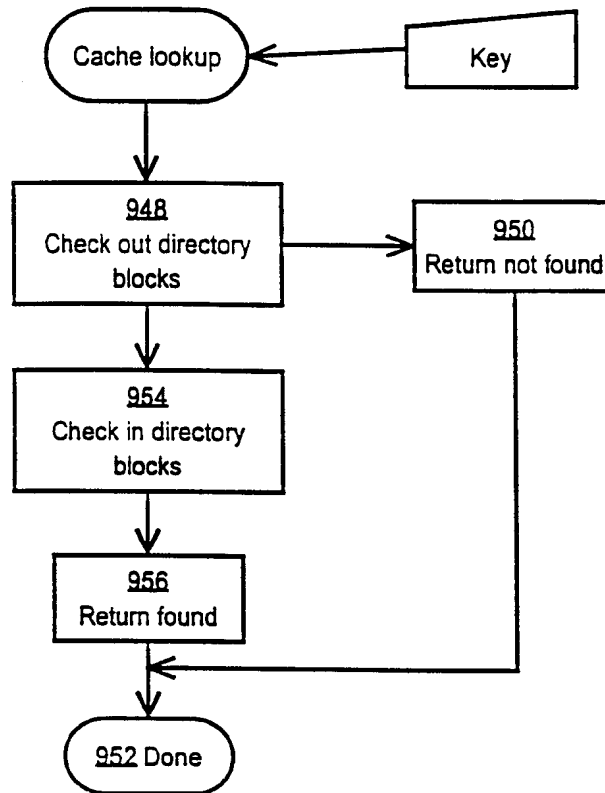 Cache lookup
Key
948
Check out directory
blocks
950
Return not found
954
Check in directory
blocks
956
Return found
952 Done